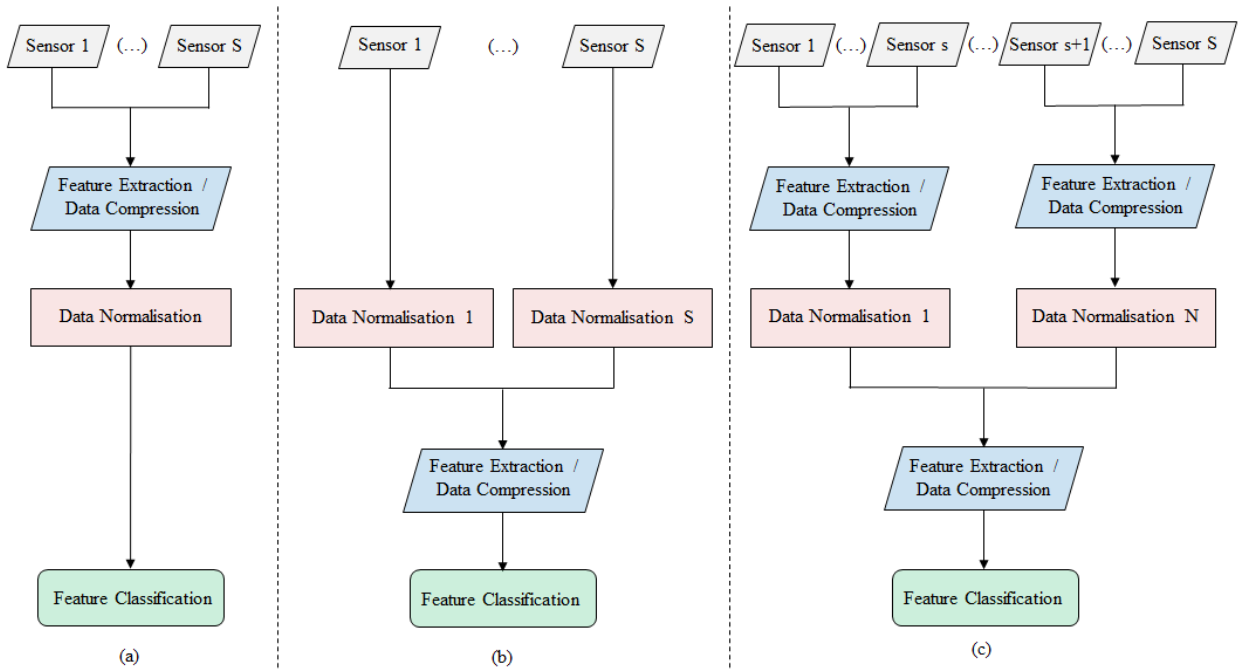 Sensor 1 (…) Sensor S
Feature Extraction /
Data Compression
Data Normalisation
Feature Classification
(a)
Sensor 1 (…) Sensor S
Data Normalisation 1
Data Normalisation S
Feature Extraction /
Data Compression
Feature Classification
(b)
Sensor 1 (…) Sensor s (…) Sensor s+1 (…) Sensor S
Feature Extraction /
Data Compression
Feature Extraction /
Data Compression
Data Normalisation 1
Data Normalisation N
Feature Extraction /
Data Compression
Feature Classification
(c)